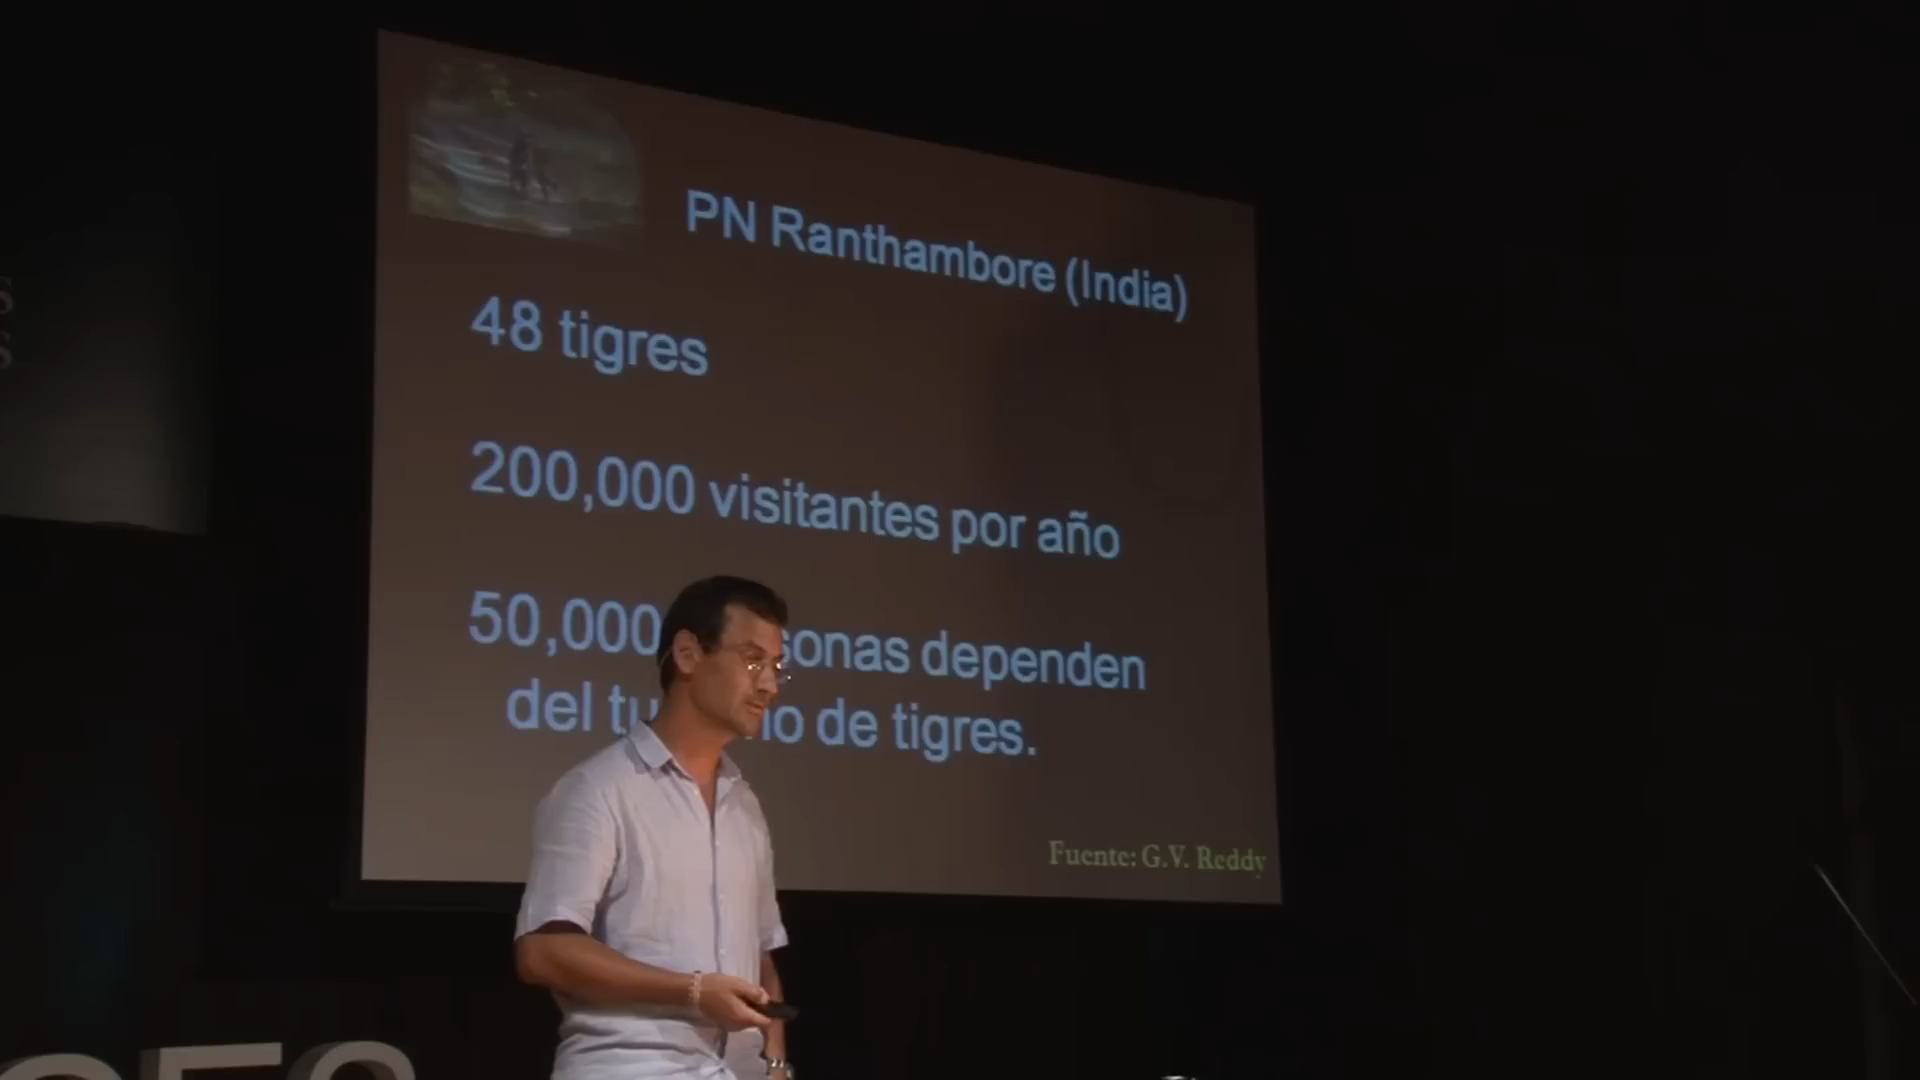 PN Ranthambore (India)
48 tigres
200,000 visitantes por año
50,000 sonas dependen
del tu o de tigres.
Fuente: G.V. Reddy